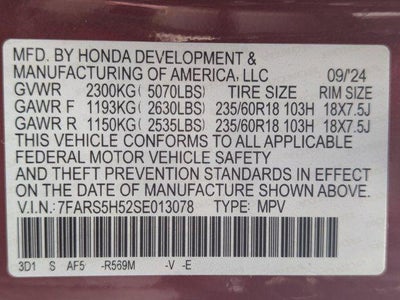 MFD. BY HONDA DEVELOPMENT &
MANUFACTURING OF AMERICA, LLC 09/'24
GVWR 2300KG (5070LBS) TIRE SIZE RIM SIZE
GAWR F 1193KG (2630LBS) 235/60R18 103H 18X7.5J
GAWR R 1150KG (2535LBS) 235/60R18 103H 18X7.5J
THIS VEHICLE CONFORMS TO ALL APPLICABLE
FEDERAL MOTOR VEHICLE SAFETY
AND THEFT PREVENTION STANDARDS IN EFFECT
ON THE DATE OF MANUFACTURE SHOWN ABOVE.
V.I.N.:7FARS5H52SE013078 TYPE: MPV
3D1 S AF5 -R569M -V -E